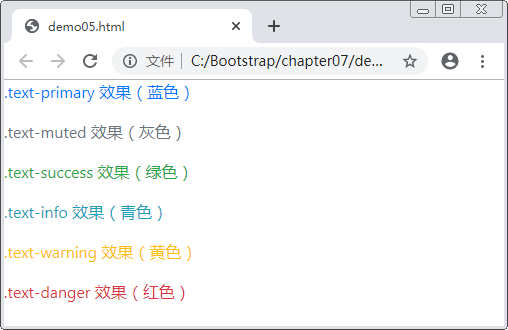 demo05.html
文件 | C:/Bootstrap/chapter07/de...
.text-primary 效果（蓝色）
.text-muted 效果（灰色）
.text-success 效果（绿色）
.text-info 效果（青色）
.text-warning 效果（黄色）
.text-danger 效果（红色）